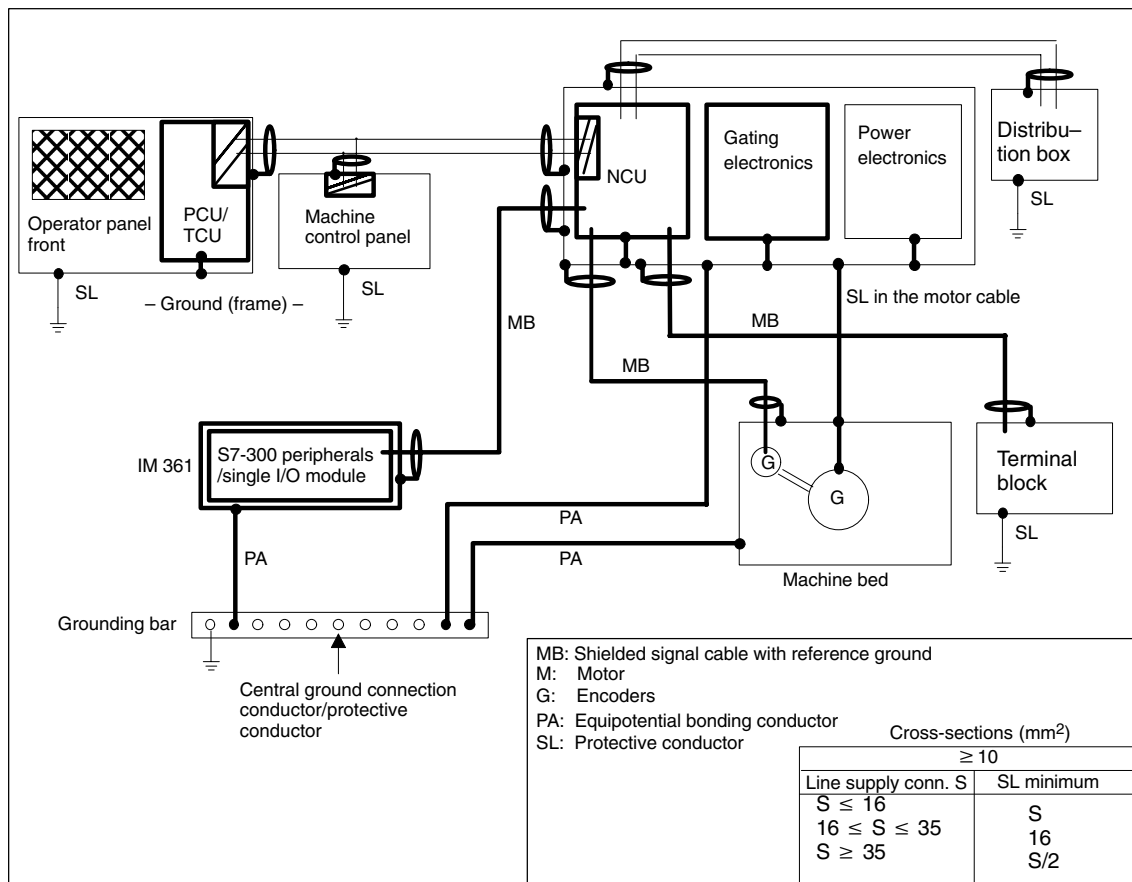 Operator panel
front
PCU/
TCU
Machine
control panel
NCU
Gating
electronics
Power
electronics
Distribu–
tion box
SL
SL
SL
– Ground (frame) –
SL in the motor cable
MB
MB
MB
IM 361
S7-300 peripherals
/single I/O module
G
G
Terminal
block
SL
PA
PA
PA
Machine bed
Grounding bar
Central ground connection
conductor/protective
conductor
MB: Shielded signal cable with reference ground
M: Motor
G: Encoders
PA: Equipotential bonding conductor
SL: Protective conductor
Cross-sections (mm²)
≥ 10
Line supply conn. S SL minimum
S ≤ 16 S
16 ≤ S ≤ 35 16
S ≥ 35 S/2